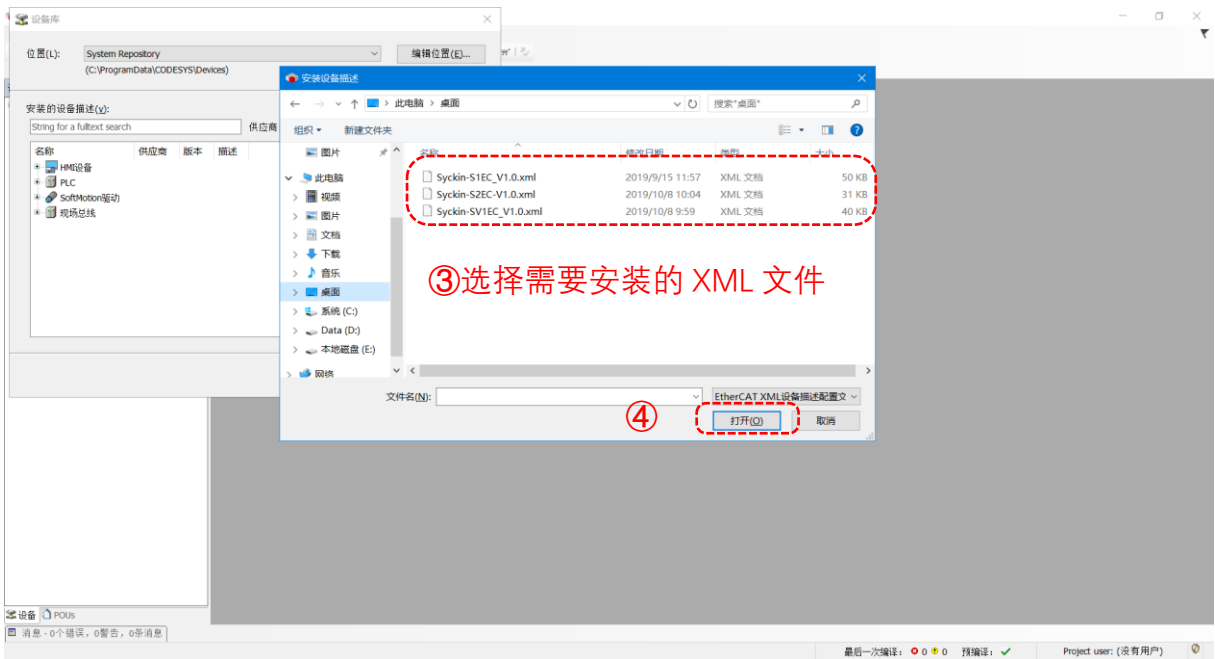 设备库
位置(L): System Repository 编辑位置(E)...
(C:\ProgramData\CODESYS\Devices)
安装的设备描述(v):
String for a fulltext search 供应商
名称 供应商 版本 描述
HMI设备
PLC
SoftMotion驱动
现场总线
安装设备描述
此电脑 > 桌面 搜索"桌面"
组织 新建文件夹
图片
此电脑
视频
图片
文档
下载
音乐
桌面
系统 (C:)
Data (D:)
本地磁盘 (E:)
网络
名称 修改日期 类型 大小
Syckin-S1EC_V1.0.xml 2019/9/15 11:57 XML 文档 50 KB
Syckin-S2EC-V1.0.xml 2019/10/8 10:04 XML 文档 31 KB
Syckin-SV1EC_V1.0.xml 2019/10/8 9:59 XML 文档 40 KB
③选择需要安装的 XML 文件
文件名(N): EtherCAT XML设备描述配置文
④ 打开(O) 取消
设备 POUs
消息 - 0个错误，0警告，0条消息
最后一次编译： 0 0 预编译： Project user: (没有用户)